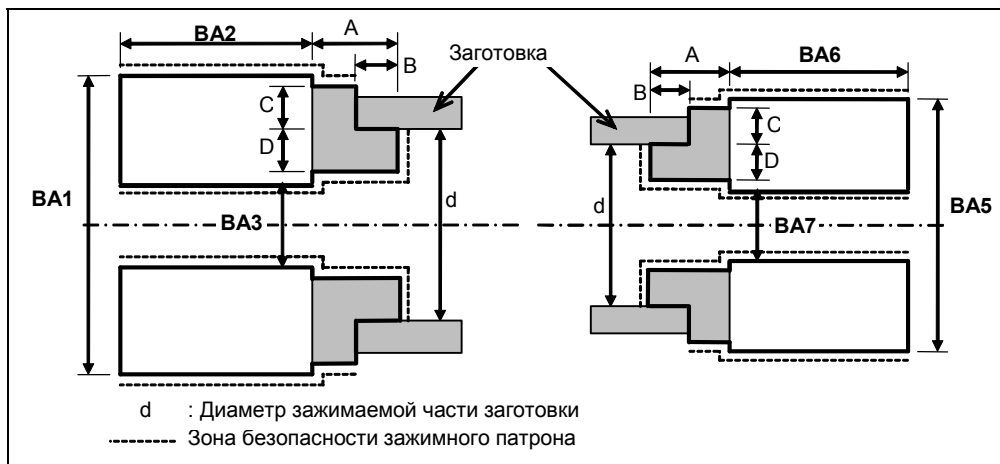 BA2
A
Заготовка
A
BA6
B
B
C
C
D
D
BA1
d
d
BA5
BA3
BA7
d : Диаметр зажимаемой части заготовки
Зона безопасности зажимного патрона